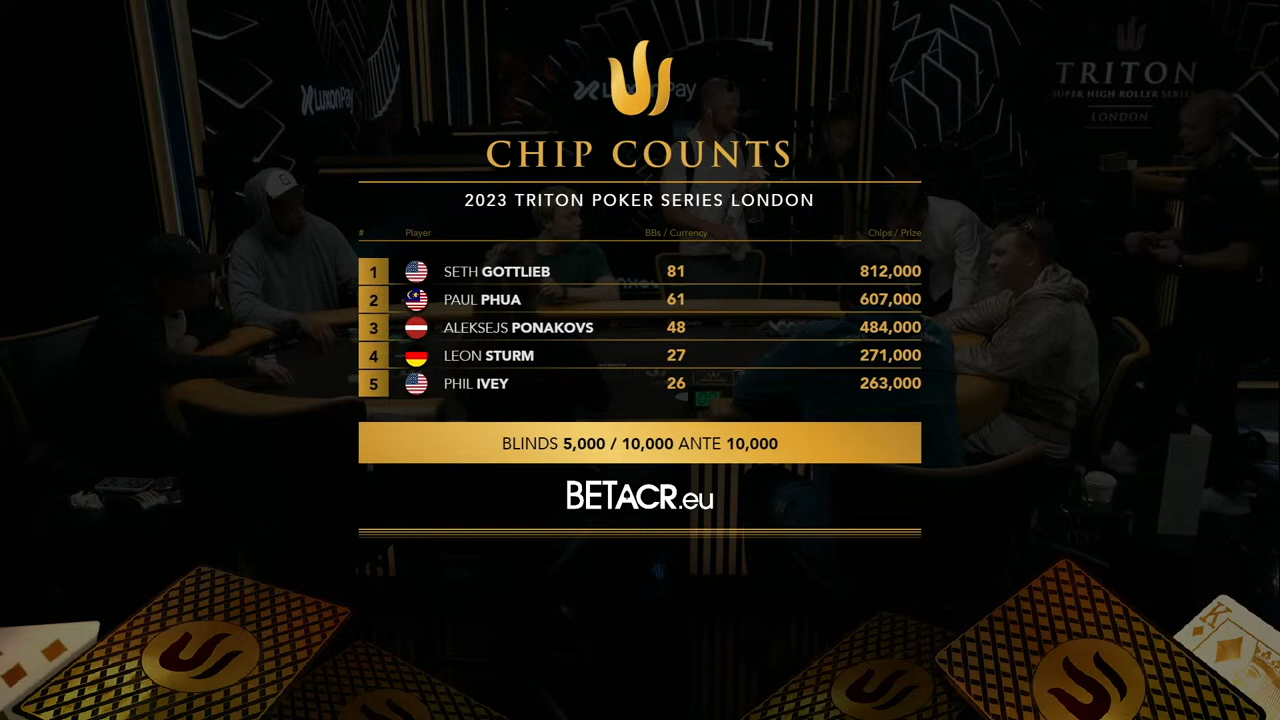 LuxonPay
LuxonPay
TRITON
SUPER HIGH ROLLER SERIES
LONDON
CHIP COUNTS
2023 TRITON POKER SERIES LONDON
# Player BBs / Currency Chips / Prize
1 SETH GOTTLIEB 81 812,000
2 PAUL PHUA 61 607,000
3 ALEKSEJS PONAKOVS 48 484,000
4 LEON STURM 27 271,000
5 PHIL IVEY 26 263,000
BLINDS 5,000 / 10,000 ANTE 10,000
BETACR.eu
K